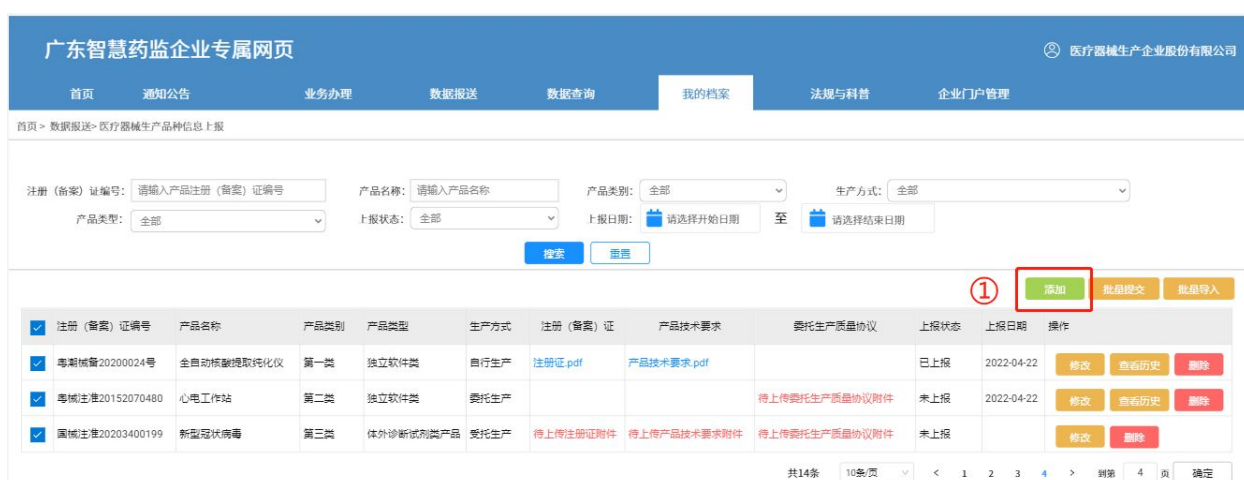 广东智慧药监企业专属网页
医疗器械生产企业股份有限公司
首页 通知公告 业务办理 数据报送 数据查询 我的档案 法规与科普 企业门户管理
首页> 数据报送> 医疗器械生产品种信息上报
注册（备案）证编号： 请输入产品注册（备案）证编号 产品名称： 请输入产品名称 产品类别： 全部 生产方式： 全部
产品类型： 全部 上报状态： 全部 上报日期： 请选择开始日期 至 请选择结束日期
搜索 重置
① 添加 批量提交 批量导入
注册（备案）证编号 产品名称 产品类别 产品类型 生产方式 注册（备案）证 产品技术要求 委托生产质量协议 上报状态 上报日期 操作
粤潮械备20200024号 全自动核酸提取纯化仪 第一类 独立软件类 自行生产 注册证.pdf 产品技术要求.pdf 已上报 2022-04-22 修改 查看历史 删除
粤械注准20152070480 心电工作站 第二类 独立软件类 委托生产 待上传委托生产质量协议附件 未上报 2022-04-22 修改 查看历史 删除
国械注准20203400199 新型冠状病毒 第三类 体外诊断试剂类产品 受托生产 待上传注册证附件 待上传产品技术要求附件 待上传委托生产质量协议附件 未上报 修改 删除
共14条 10条/页 < 1 2 3 4 > 到第 4 页 确定